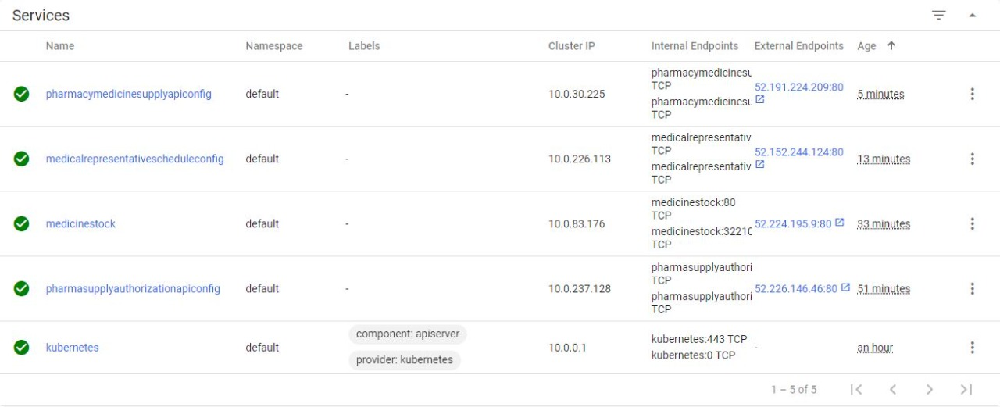 Services
Name Namespace Labels Cluster IP Internal Endpoints External Endpoints Age
pharmacymedicinesupplyapiconfig default - 10.0.30.225 pharmacymedicinesu TCP pharmacymedicinesu TCP 52.191.224.209:80 5 minutes
medicalrepresentativescheduleconfig default - 10.0.226.113 medicalrepresentativ TCP medicalrepresentativ TCP 52.152.244.124:80 13 minutes
medicinestock default - 10.0.83.176 medicinestock:80 TCP medicinestock:32210 TCP 52.224.195.9:80 33 minutes
pharmasupplyauthorizationapiconfig default - 10.0.237.128 pharmasupplyauthori TCP pharmasupplyauthori TCP 52.226.146.46:80 51 minutes
kubernetes default component: apiserver provider: kubernetes 10.0.0.1 kubernetes:443 TCP kubernetes:0 TCP - an hour
1 – 5 of 5